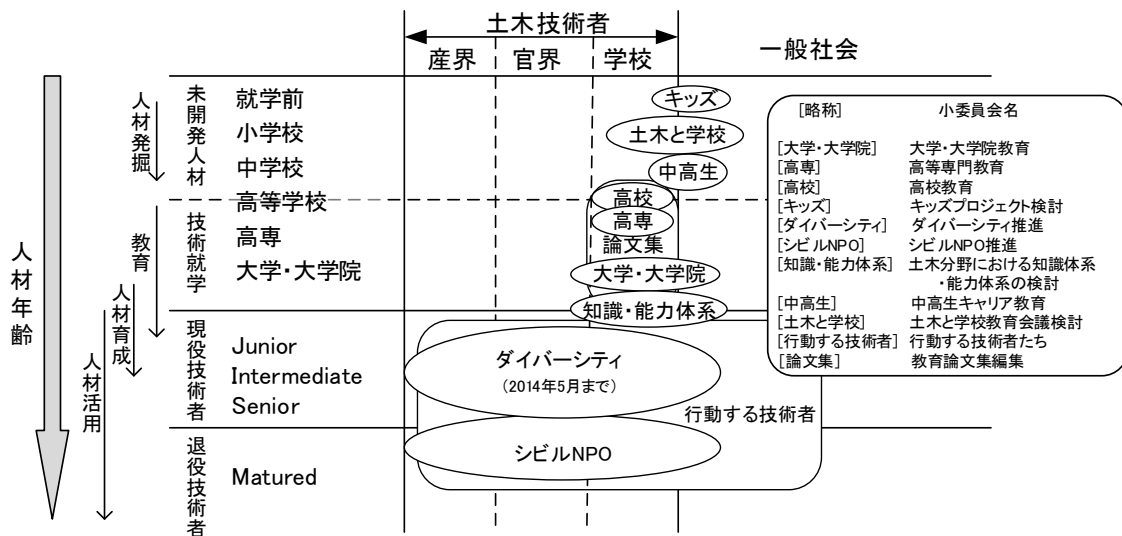 土木技術者
産界
官界
学校
一般社会
人材年齢
人材発掘
教育
人材育成
人材活用
未開発人材
就学前
小学校
中学校
高等学校
技術就学
高専
大学・大学院
現役技術者
Junior
Intermediate
Senior
退役技術者
Matured
キッズ
土木と学校
中高生
高校
高専
論文集
大学・大学院
知識・能力体系
ダイバーシティ
(2014年5月まで)
行動する技術者
シビルNPO
[略称] 小委員会名
[大学・大学院] 大学・大学院教育
[高専] 高等専門教育
[高校] 高校教育
[キッズ] キッズプロジェクト検討
[ダイバーシティ] ダイバーシティ推進
[シビルNPO] シビルNPO推進
[知識・能力体系] 土木分野における知識体系
・能力体系の検討
[中高生] 中高生キャリア教育
[土木と学校] 土木と学校教育会議検討
[行動する技術者] 行動する技術者たち
[論文集] 教育論文集編集